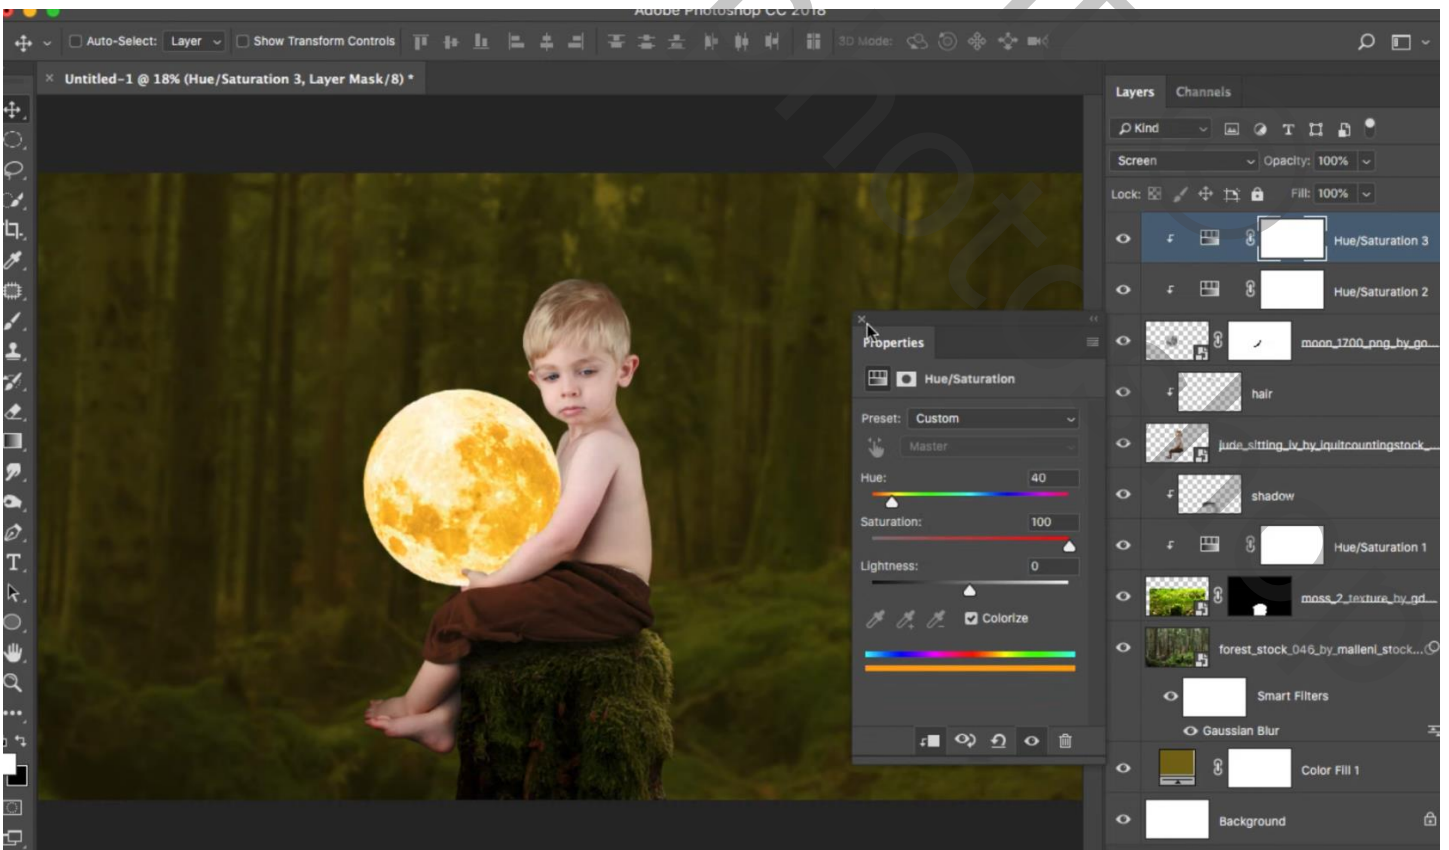 Adobe Photoshop CC 2018
Auto-Select: Layer Show Transform Controls 3D Mode:
× Untitled-1 @ 18% (Hue/Saturation 3, Layer Mask/8) *
Layers Channels
Kind
Screen Opacity: 100%
Lock: Fill: 100%
Hue/Saturation 3
Hue/Saturation 2
moon_1700_png_by_go...
hair
jude_sitting_iv_by_iquitcountingstock_...
shadow
Hue/Saturation 1
moss_2_texture_by_gd...
forest_stock_046_by_malleni_stock...
Smart Filters
Gaussian Blur
Color Fill 1
Background
Properties
Hue/Saturation
Preset: Custom
Master
Hue: 40
Saturation: 100
Lightness: 0
Colorize